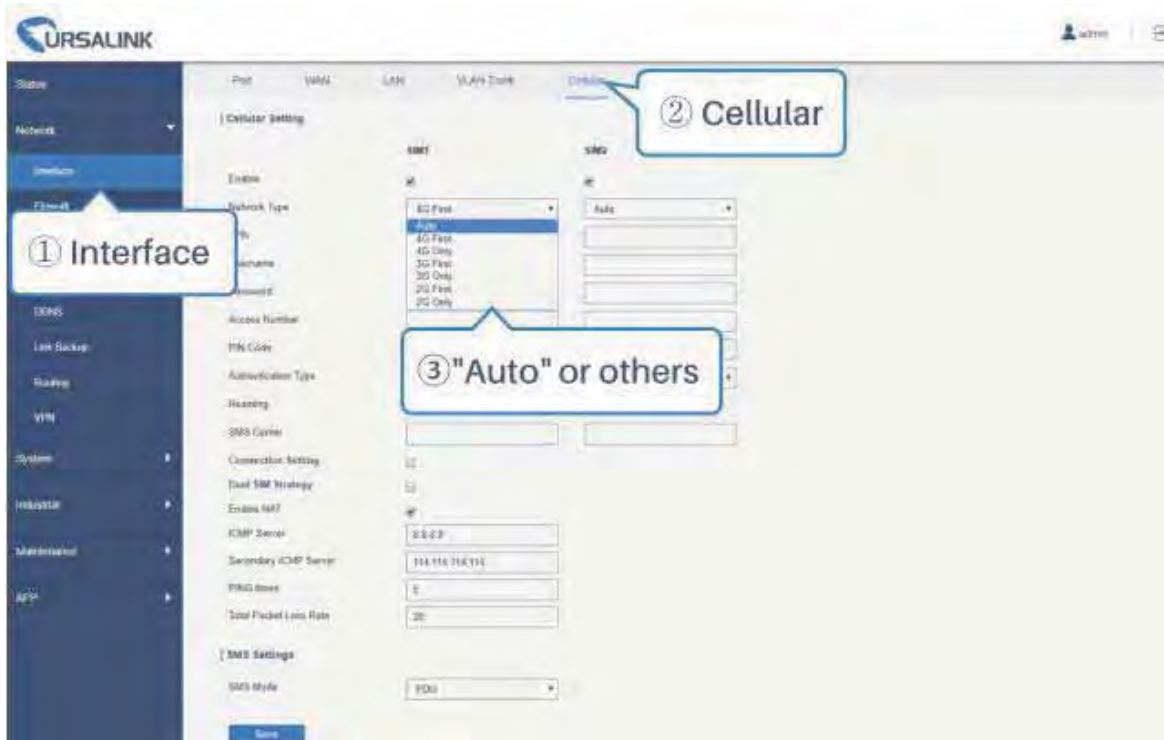 URSALINK
admin
Status
Port WAN LAN VLAN Trunk Cellular
② Cellular
Network
Cellular Setting
SIM1 SIM2
Interface
Enable
Firewall
Network Type 4G First Auto
Auto
① Interface
4G First
4G Only
3G First
3G Only
2G First
2G Only
DDNS
Access Number
Link Backup
PIN Code
③"Auto" or others
Routing
Authentication Type
Roaming
VPN
SMS Center
System
Connection Setting
Dual SIM Strategy
Industrial
Enable NAT
ICMP Server 8.8.8.8
Maintenance
Secondary ICMP Server 114.114.114.114
PING times 5
APP
Total Packet Loss Rate 20
SMS Settings
SMS Mode PDU
Save